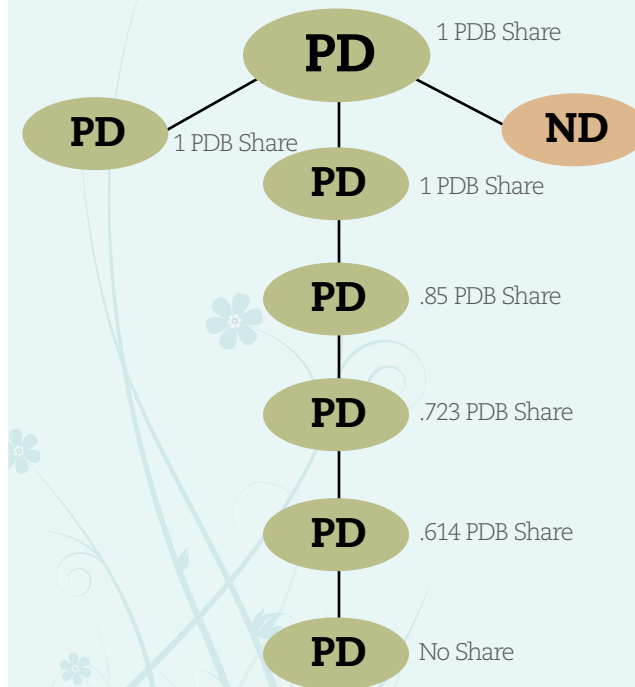 PD
1 PDB Share
PD
1 PDB Share
ND
PD
1 PDB Share
PD
.85 PDB Share
PD
.723 PDB Share
PD
.614 PDB Share
PD
No Share